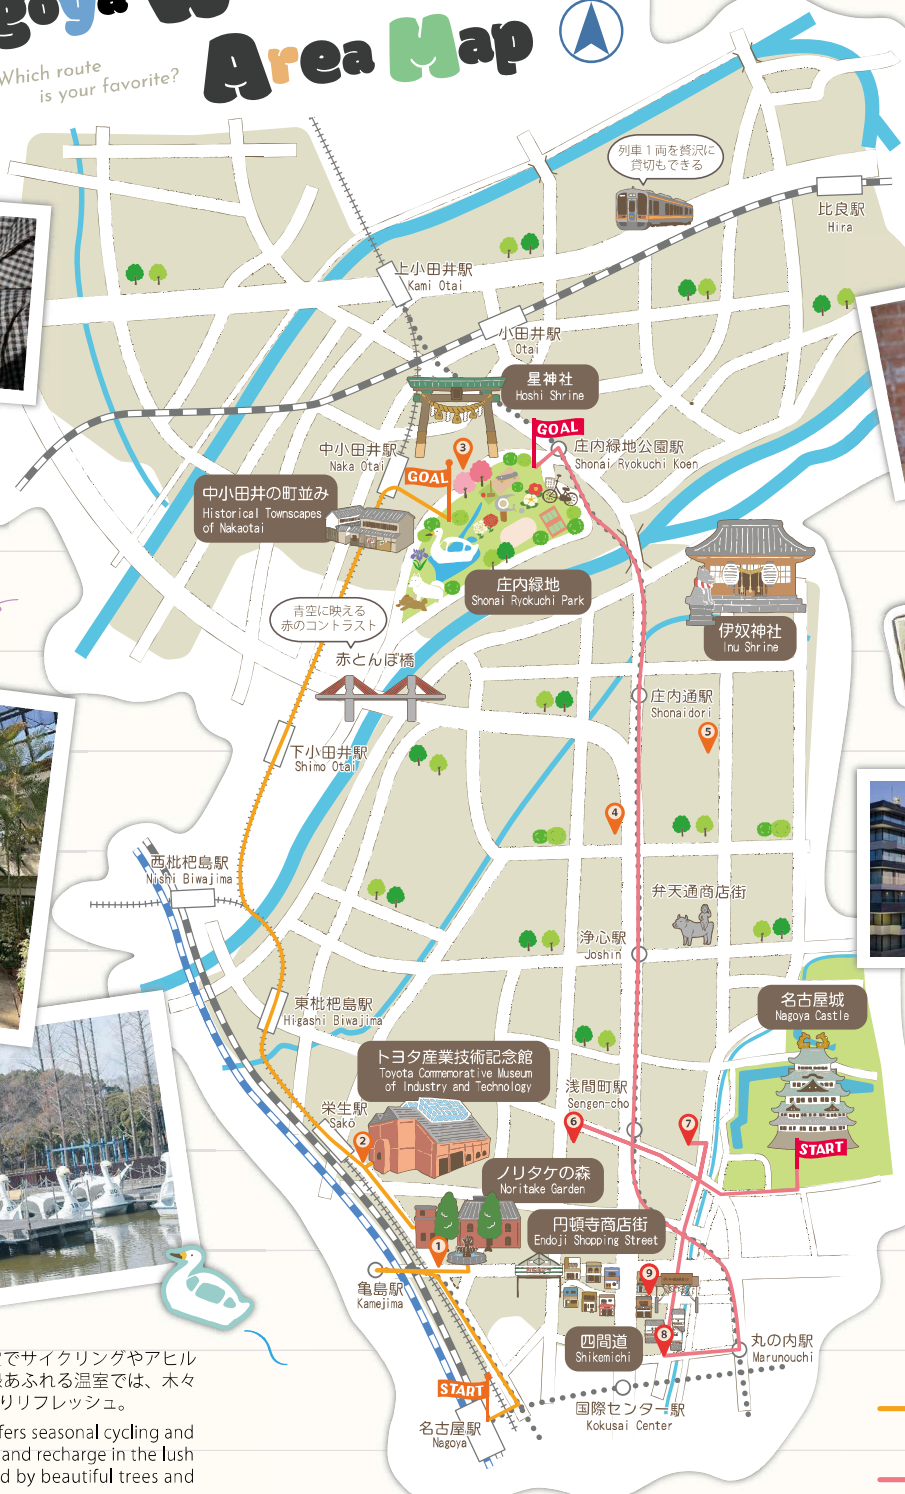 Area Map
Which route
is your favorite?
列車1両を贅沢に
貸切もできる
比良駅
Hira
上小田井駅
Kami Otai
小田井駅
Otai
星神社
Hoshi Shrine
GOAL
庄内緑地公園駅
Shonai Ryokuchi Koen
中小田井駅
Naka Otai
3
GOAL
中小田井の町並み
Historical Townscapes
of Nakaotai
庄内緑地
Shonai Ryokuchi Park
伊奴神社
Inu Shrine
青空に映える
赤のコントラスト
赤とんぼ橋
庄内通駅
Shonaidori
5
下小田井駅
Shimo Otai
4
西枇杷島駅
Nishi Biwajima
弁天通商店街
浄心駅
Joshin
東枇杷島駅
Higashi Biwajima
名古屋城
Nagoya Castle
トヨタ産業技術記念館
Toyota Commemorative Museum
of Industry and Technology
浅間町駅
Sengen-cho
栄生駅
Sako
6
7
2
START
ノリタケの森
Noritake Garden
円頓寺商店街
Endoji Shopping Street
1
亀島駅
Kamejima
9
8
四間道
Shikemichi
丸の内駅
Marunouchi
START
国際センター駅
Kokusai Center
名古屋駅
Nagoya
でサイクリングやアヒル
あふれる温室では、木々
りリフレッシュ。
fers seasonal cycling and
and recharge in the lush
d by beautiful trees and